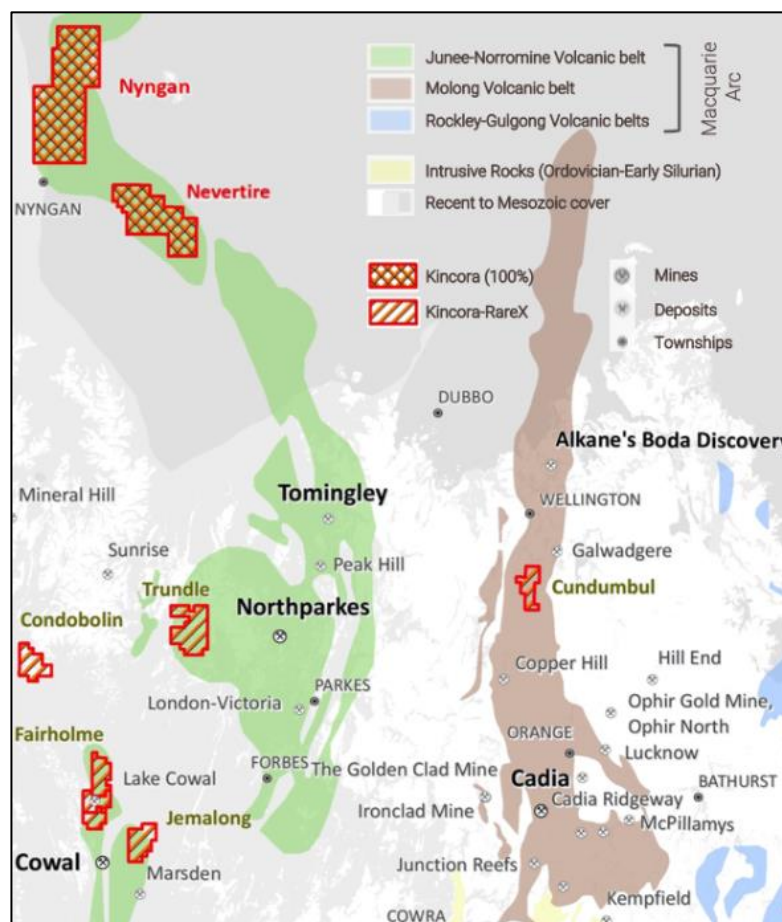 Nyngan
NYNGAN
Nevertire
Junee-Norromine Volcanic belt
Molong Volcanic belt
Rockley-Gulgong Volcanic belts
Macquarie
Arc
Intrusive Rocks (Ordovician-Early Silurian)
Recent to Mesozoic cover
Kincora (100%)
Kincora-RareX
Mines
Deposits
Townships
DUBBO
Alkane's Boda Discovery
Mineral Hill
Tomingley
WELLINGTON
Sunrise
Peak Hill
Galwadgere
Trundle
Northparkes
Cundumbul
Condobolin
Copper Hill
Hill End
London-Victoria
PARKES
Ophir Gold Mine,
Ophir North
Fairholme
ORANGE
Lucknow
Lake Cowal
FORBES
The Golden Clad Mine
Cadia
BATHURST
Ironclad Mine
Cadia Ridgeway
Jemalong
McPillamys
Cowal
Marsden
Junction Reefs
Kempfield
COWRA